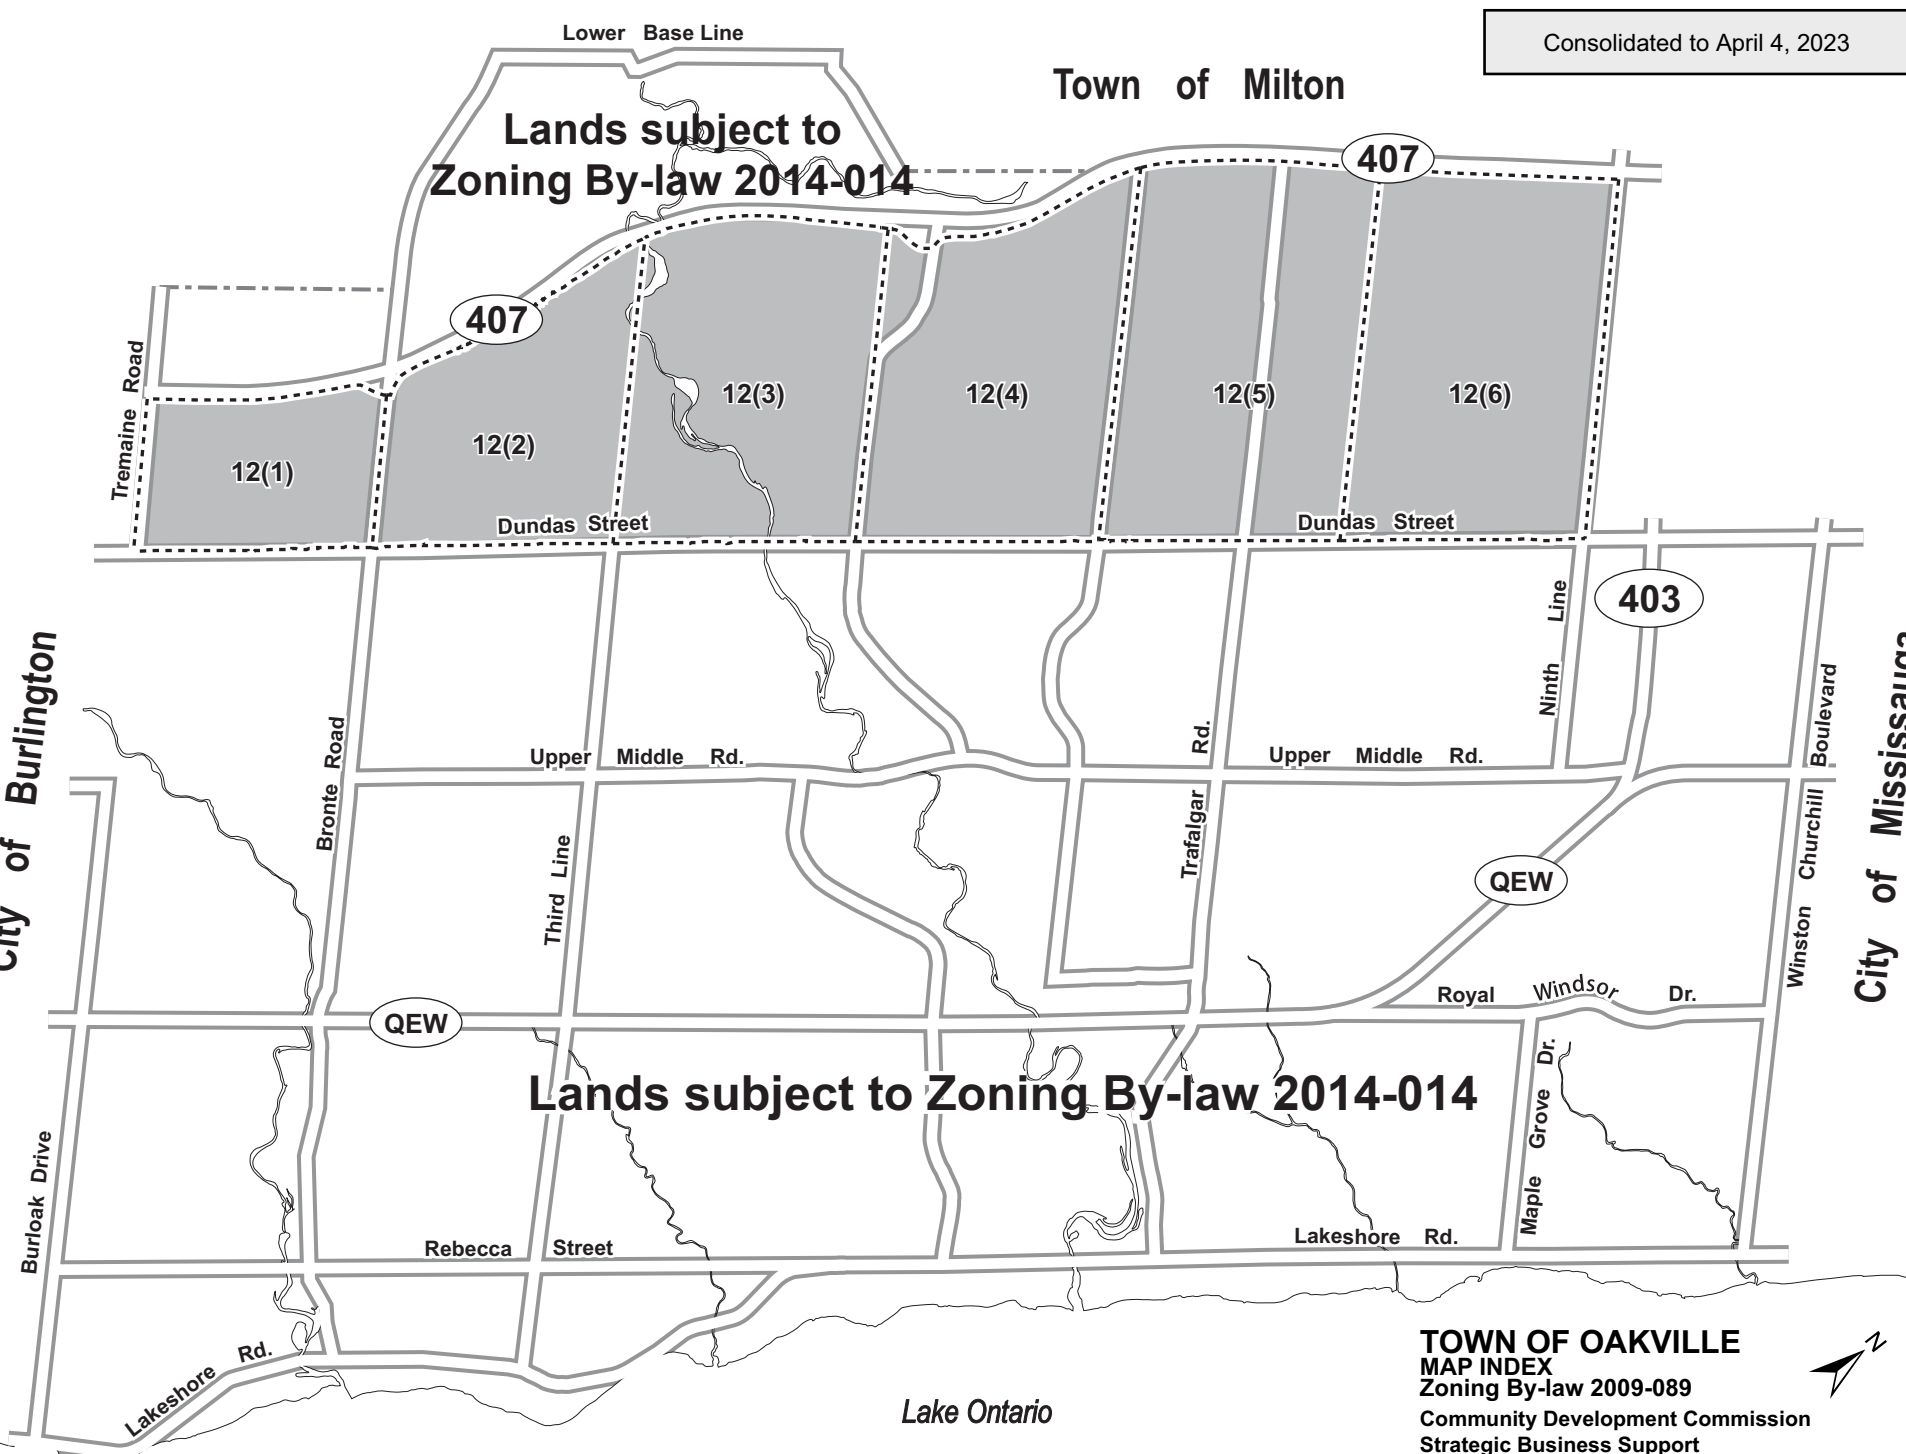 Lower Base Line
Consolidated to April 4, 2023
Town of Milton
Lands subject to
Zoning By-law 2014-014
407
407
Tremaine Road
12(1)
12(2)
12(3)
12(4)
12(5)
12(6)
Dundas Street
Dundas Street
403
Ninth Line
City of Burlington
City of Mississauga
Bronte Road
Upper Middle Rd.
Upper Middle Rd.
Trafalgar Rd.
Winston Churchill Boulevard
Third Line
QEW
QEW
Royal Windsor Dr.
Maple Grove Dr.
Lands subject to Zoning By-law 2014-014
Burloak Drive
Rebecca Street
Lakeshore Rd.
Lakeshore Rd.
Lake Ontario
TOWN OF OAKVILLE
MAP INDEX
Zoning By-law 2009-089
Community Development Commission
Strategic Business Support
N